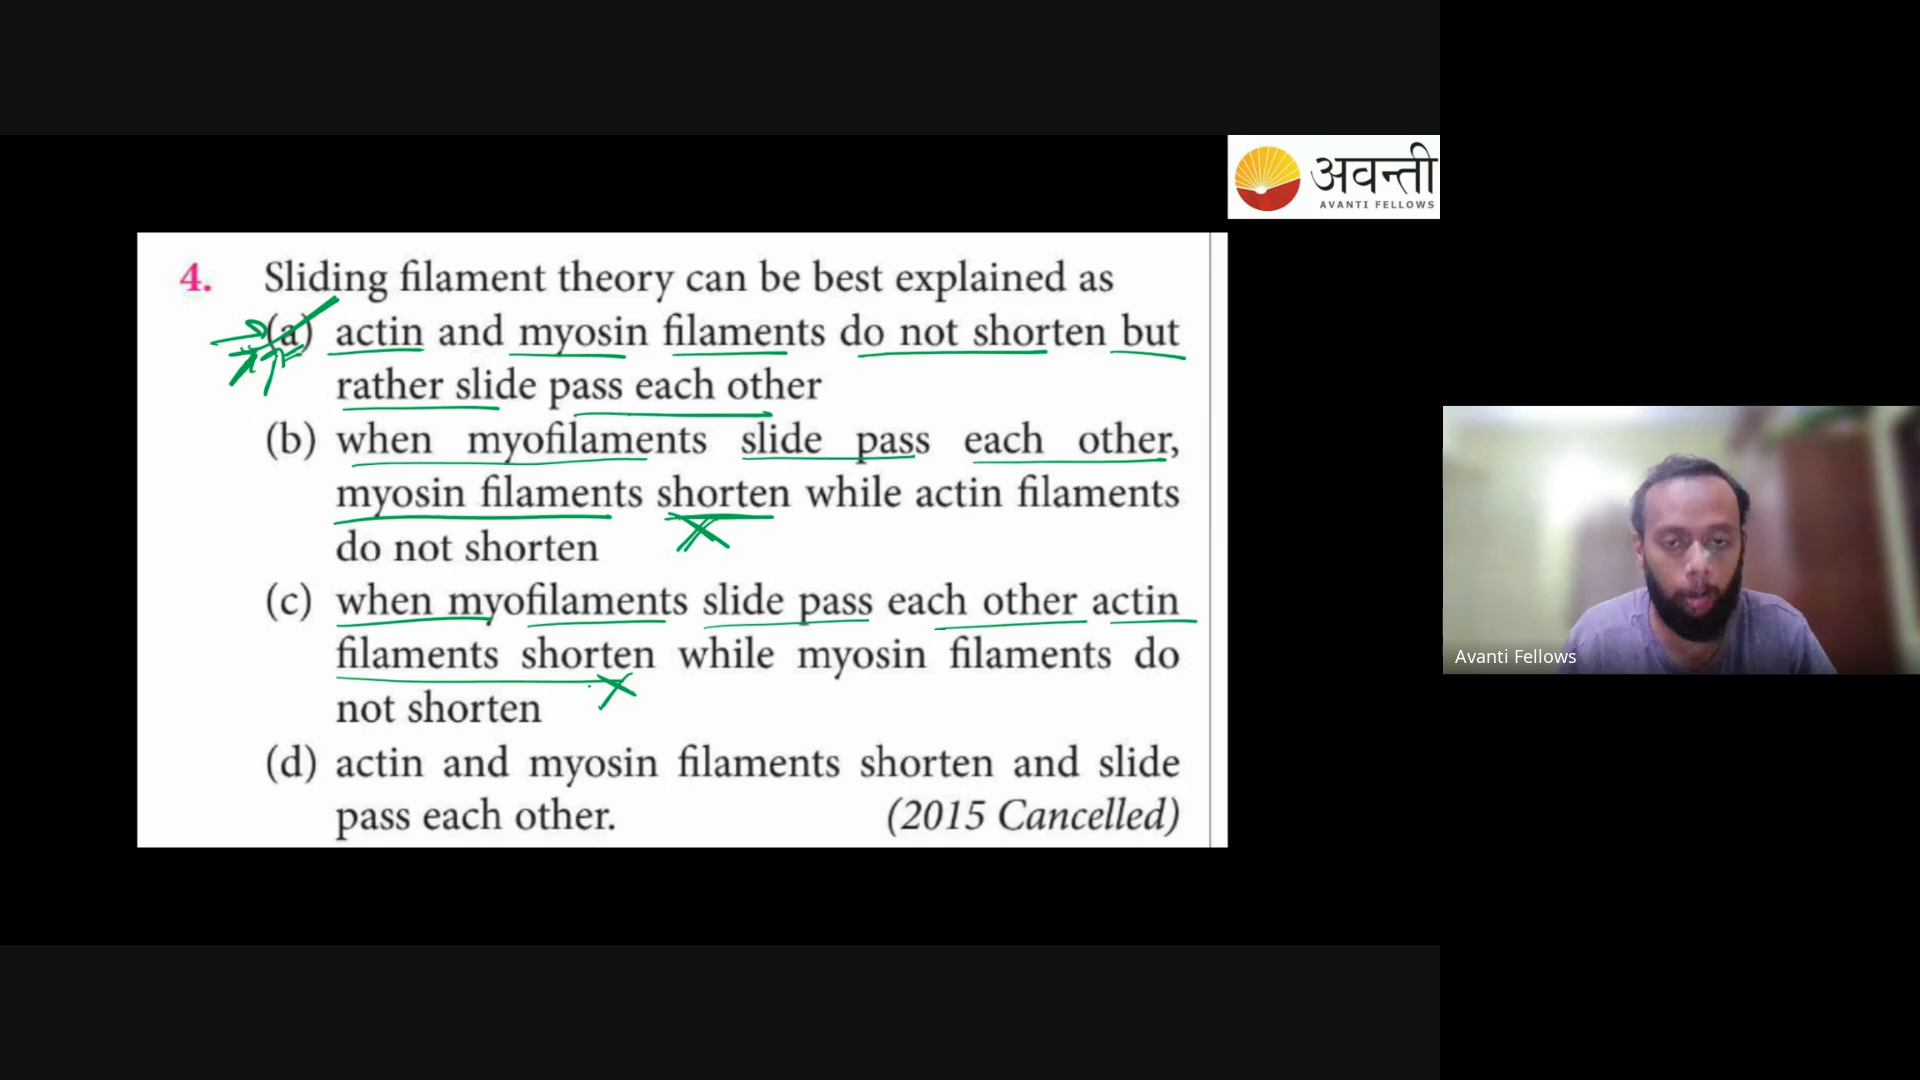 अवन्ती
AVANTI FELLOWS
4. Sliding filament theory can be best explained as
(a) actin and myosin filaments do not shorten but
rather slide pass each other
(b) when myofilaments slide pass each other,
myosin filaments shorten while actin filaments
do not shorten
(c) when myofilaments slide pass each other actin
filaments shorten while myosin filaments do
not shorten
(d) actin and myosin filaments shorten and slide
pass each other. (2015 Cancelled)
Avanti Fellows